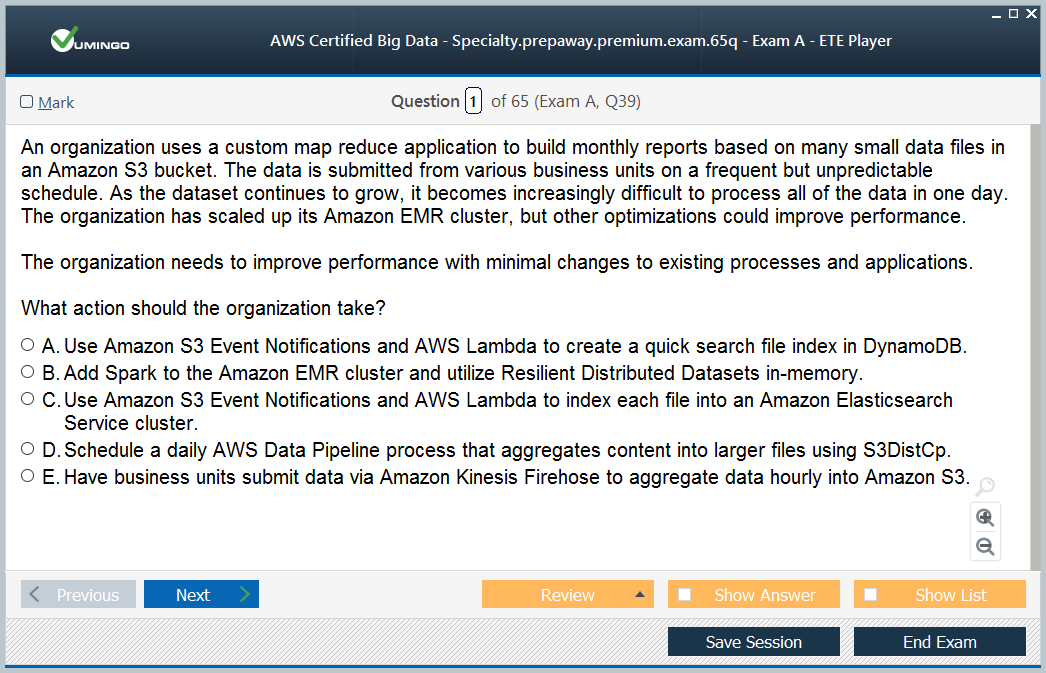 VUMINGO
AWS Certified Big Data - Specialty.prepaway.premium.exam.65q - Exam A - ETE Player
Mark
Question 1 of 65 (Exam A, Q39)
An organization uses a custom map reduce application to build monthly reports based on many small data files in
an Amazon S3 bucket. The data is submitted from various business units on a frequent but unpredictable
schedule. As the dataset continues to grow, it becomes increasingly difficult to process all of the data in one day.
The organization has scaled up its Amazon EMR cluster, but other optimizations could improve performance.
The organization needs to improve performance with minimal changes to existing processes and applications.
What action should the organization take?
A. Use Amazon S3 Event Notifications and AWS Lambda to create a quick search file index in DynamoDB.
B. Add Spark to the Amazon EMR cluster and utilize Resilient Distributed Datasets in-memory.
C. Use Amazon S3 Event Notifications and AWS Lambda to index each file into an Amazon Elasticsearch
Service cluster.
D. Schedule a daily AWS Data Pipeline process that aggregates content into larger files using S3DistCp.
E. Have business units submit data via Amazon Kinesis Firehose to aggregate data hourly into Amazon S3.
Previous
Next
Review
Show Answer
Show List
Save Session
End Exam